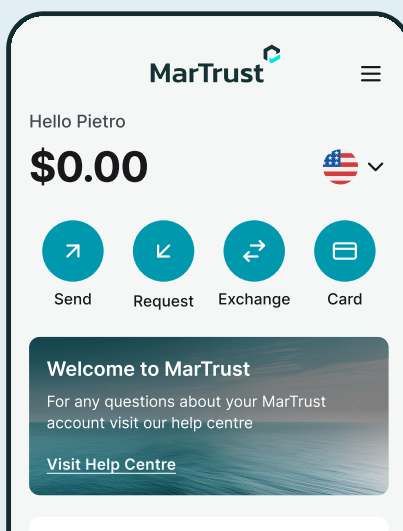 MarTrust
Hello Pietro
$0.00
Send
Request
Exchange
Card
Welcome to MarTrust
For any questions about your MarTrust
account visit our help centre
Visit Help Centre